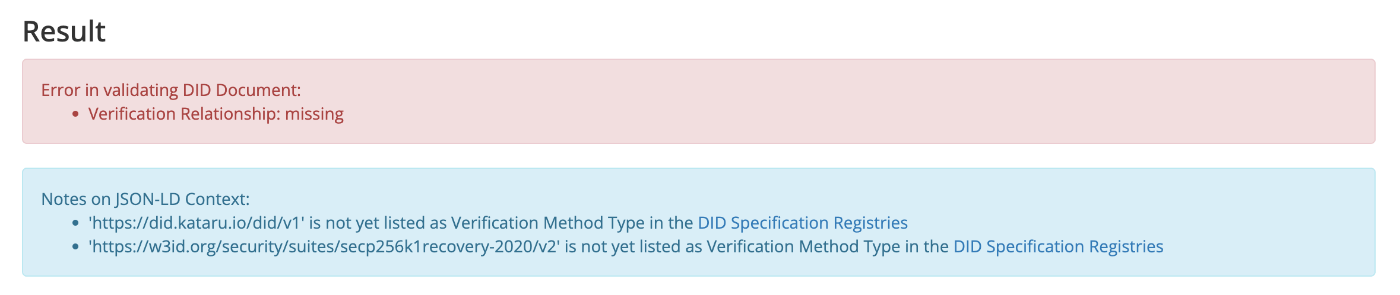 Result
Error in validating DID Document:
• Verification Relationship: missing
Notes on JSON-LD Context:
• 'https://did.kataru.io/did/v1' is not yet listed as Verification Method Type in the DID Specification Registries
• 'https://w3id.org/security/suites/secp256k1recovery-2020/v2' is not yet listed as Verification Method Type in the DID Specification Registries